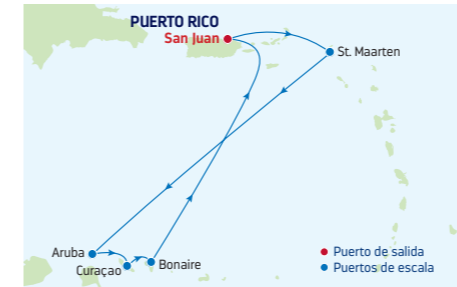 PUERTO RICO
San Juan
St. Maarten
Aruba
Curaçao
Bonaire
Puerto de salida
Puertos de escala